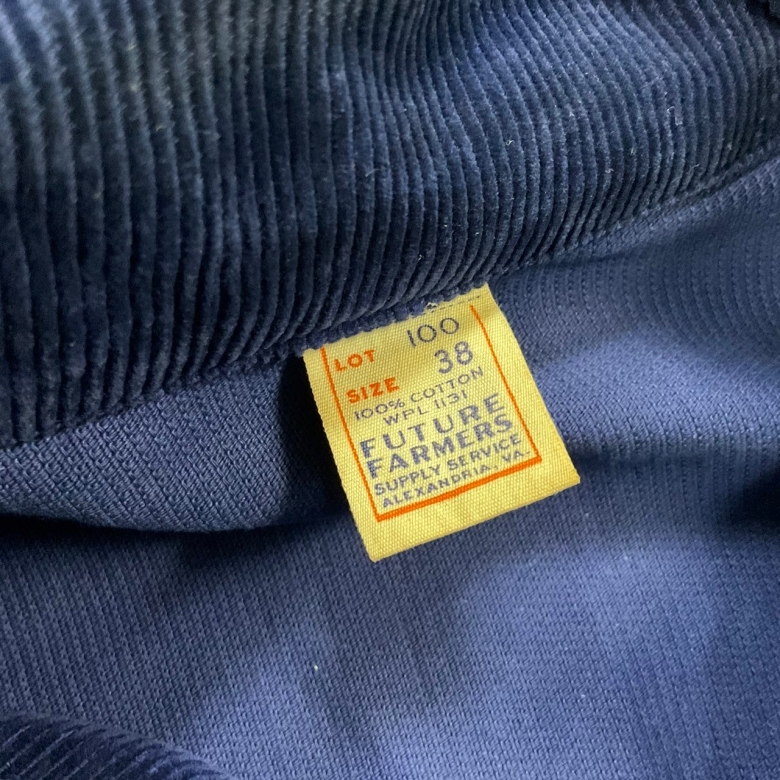 LOT 100
SIZE 38
100% COTTON
WPL 1131
FUTURE
FARMERS
SUPPLY SERVICE
ALEXANDRIA, VA.